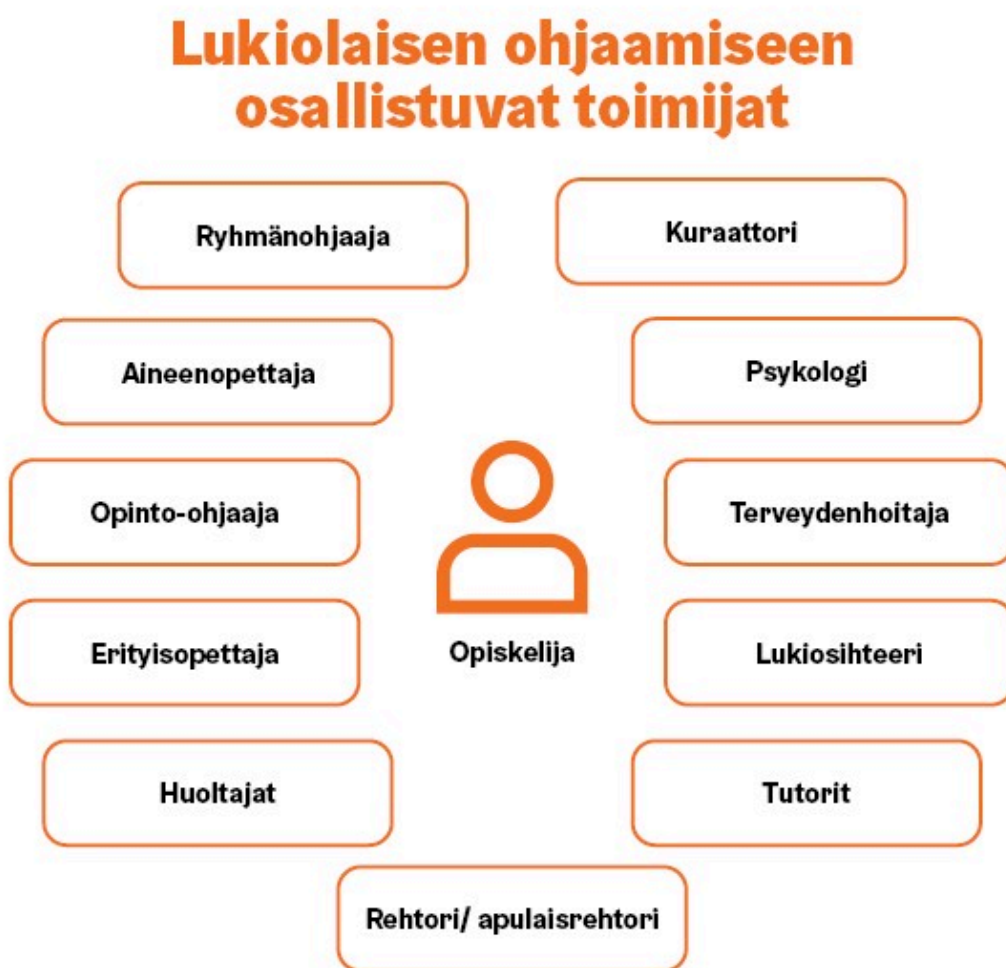 Lukiolaisen ohjaamiseen
osallistuvat toimijat
Ryhmänohjaaja
Kuraattori
Aineenopettaja
Psykologi
Opinto-ohjaaja
Terveydenhoitaja
Erityisopettaja
Opiskelija
Lukiosihteeri
Huoltajat
Tutorit
Rehtori/ apulaisrehtori